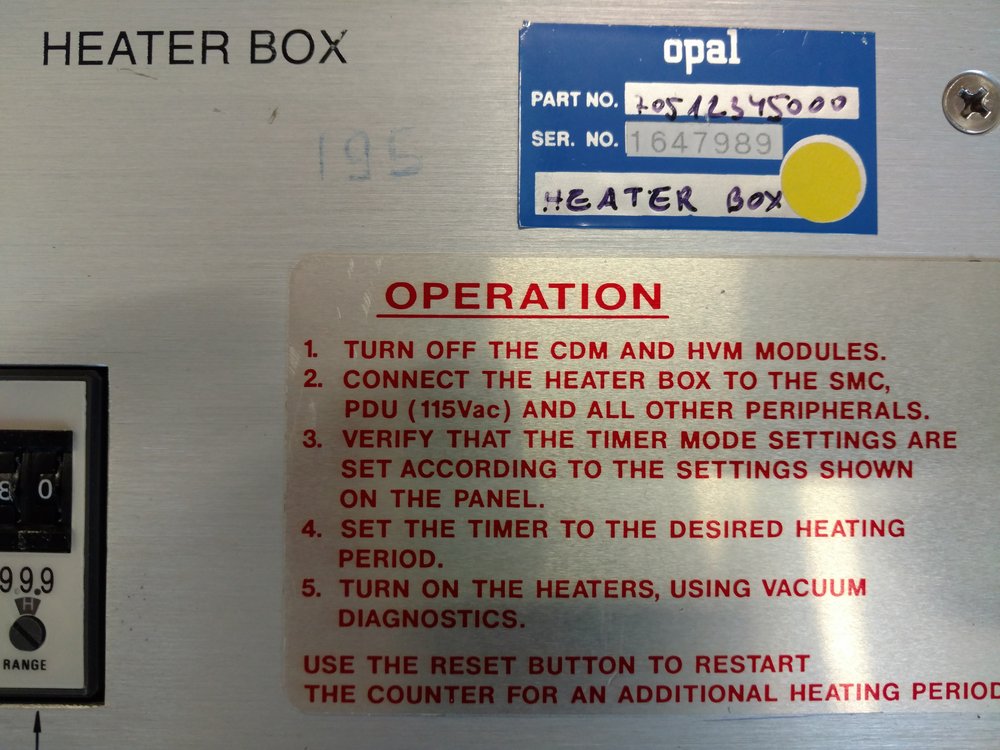 HEATER BOX
opal
PART NO. 70512345000
SER. NO. 1647989
HEATER BOX
195
OPERATION
1. TURN OFF THE CDM AND HVM MODULES.
2. CONNECT THE HEATER BOX TO THE SMC,
PDU (115Vac) AND ALL OTHER PERIPHERALS.
3. VERIFY THAT THE TIMER MODE SETTINGS ARE
SET ACCORDING TO THE SETTINGS SHOWN
ON THE PANEL.
4. SET THE TIMER TO THE DESIRED HEATING
PERIOD.
5. TURN ON THE HEATERS, USING VACUUM
DIAGNOSTICS.
USE THE RESET BUTTON TO RESTART
THE COUNTER FOR AN ADDITIONAL HEATING PERIOD
8 0
99.9
H
RANGE